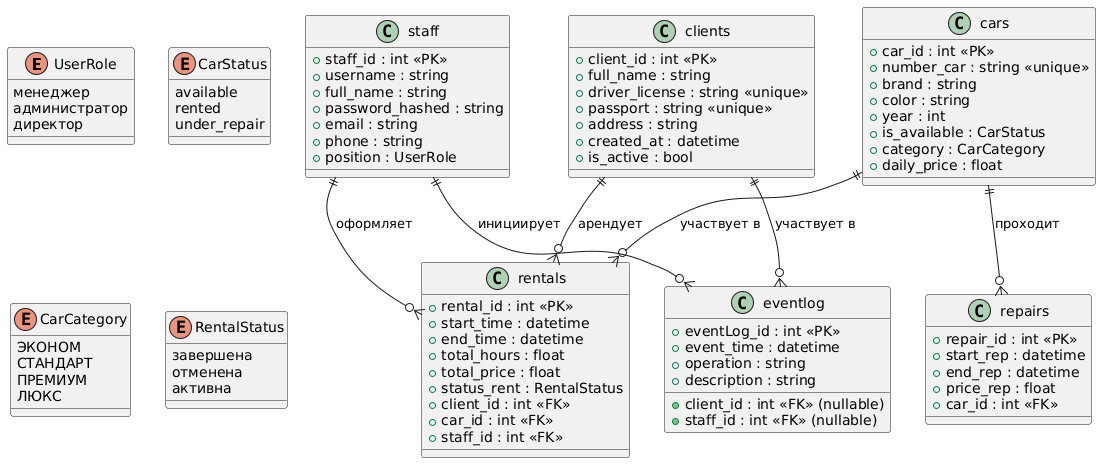 E UserRole
менеджер
администратор
директор
E CarStatus
available
rented
under_repair
C staff
staff_id : int «PK»
username : string
full_name : string
password_hashed : string
email : string
phone : string
position : UserRole
C clients
client_id : int «PK»
full_name : string
driver_license : string «unique»
passport : string «unique»
address : string
created_at : datetime
is_active : bool
C cars
car_id : int «PK»
number_car : string «unique»
brand : string
color : string
year : int
is_available : CarStatus
category : CarCategory
daily_price : float
оформляет
инициирует
арендует
участвует в
участвует в
проходит
E CarCategory
ЭКОНОМ
СТАНДАРТ
ПРЕМИУМ
ЛЮКС
E RentalStatus
завершена
отменена
активна
C rentals
rental_id : int «PK»
start_time : datetime
end_time : datetime
total_hours : float
total_price : float
status_rent : RentalStatus
client_id : int «FK»
car_id : int «FK»
staff_id : int «FK»
C eventlog
eventLog_id : int «PK»
event_time : datetime
operation : string
description : string
client_id : int «FK» (nullable)
staff_id : int «FK» (nullable)
C repairs
repair_id : int «PK»
start_rep : datetime
end_rep : datetime
price_rep : float
car_id : int «FK»